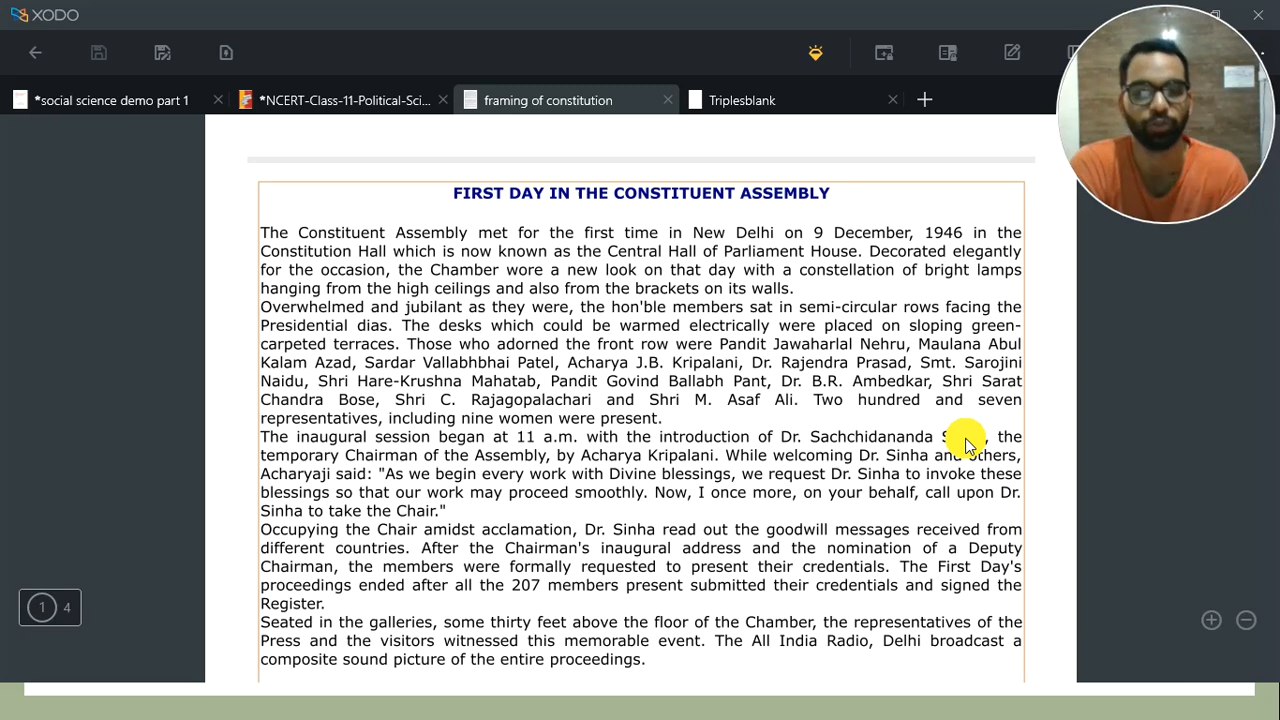 XODO
*social science demo part 1
*NCERT-Class-11-Political-Sci...
framing of constitution
Triplesblank
FIRST DAY IN THE CONSTITUENT ASSEMBLY
The Constituent Assembly met for the first time in New Delhi on 9 December, 1946 in the
Constitution Hall which is now known as the Central Hall of Parliament House. Decorated elegantly
for the occasion, the Chamber wore a new look on that day with a constellation of bright lamps
hanging from the high ceilings and also from the brackets on its walls.
Overwhelmed and jubilant as they were, the hon'ble members sat in semi-circular rows facing the
Presidential dias. The desks which could be warmed electrically were placed on sloping green-
carpeted terraces. Those who adorned the front row were Pandit Jawaharlal Nehru, Maulana Abul
Kalam Azad, Sardar Vallabhbhai Patel, Acharya J.B. Kripalani, Dr. Rajendra Prasad, Smt. Sarojini
Naidu, Shri Hare-Krushna Mahatab, Pandit Govind Ballabh Pant, Dr. B.R. Ambedkar, Shri Sarat
Chandra Bose, Shri C. Rajagopalachari and Shri M. Asaf Ali. Two hundred and seven
representatives, including nine women were present.
The inaugural session began at 11 a.m. with the introduction of Dr. Sachchidananda the
temporary Chairman of the Assembly, by Acharya Kripalani. While welcoming Dr. Sinha and others,
Acharyaji said: "As we begin every work with Divine blessings, we request Dr. Sinha to invoke these
blessings so that our work may proceed smoothly. Now, I once more, on your behalf, call upon Dr.
Sinha to take the Chair."
Occupying the Chair amidst acclamation, Dr. Sinha read out the goodwill messages received from
different countries. After the Chairman's inaugural address and the nomination of a Deputy
Chairman, the members were formally requested to present their credentials. The First Day's
proceedings ended after all the 207 members present submitted their credentials and signed the
Register.
Seated in the galleries, some thirty feet above the floor of the Chamber, the representatives of the
Press and the visitors witnessed this memorable event. The All India Radio, Delhi broadcast a
composite sound picture of the entire proceedings.
1 4